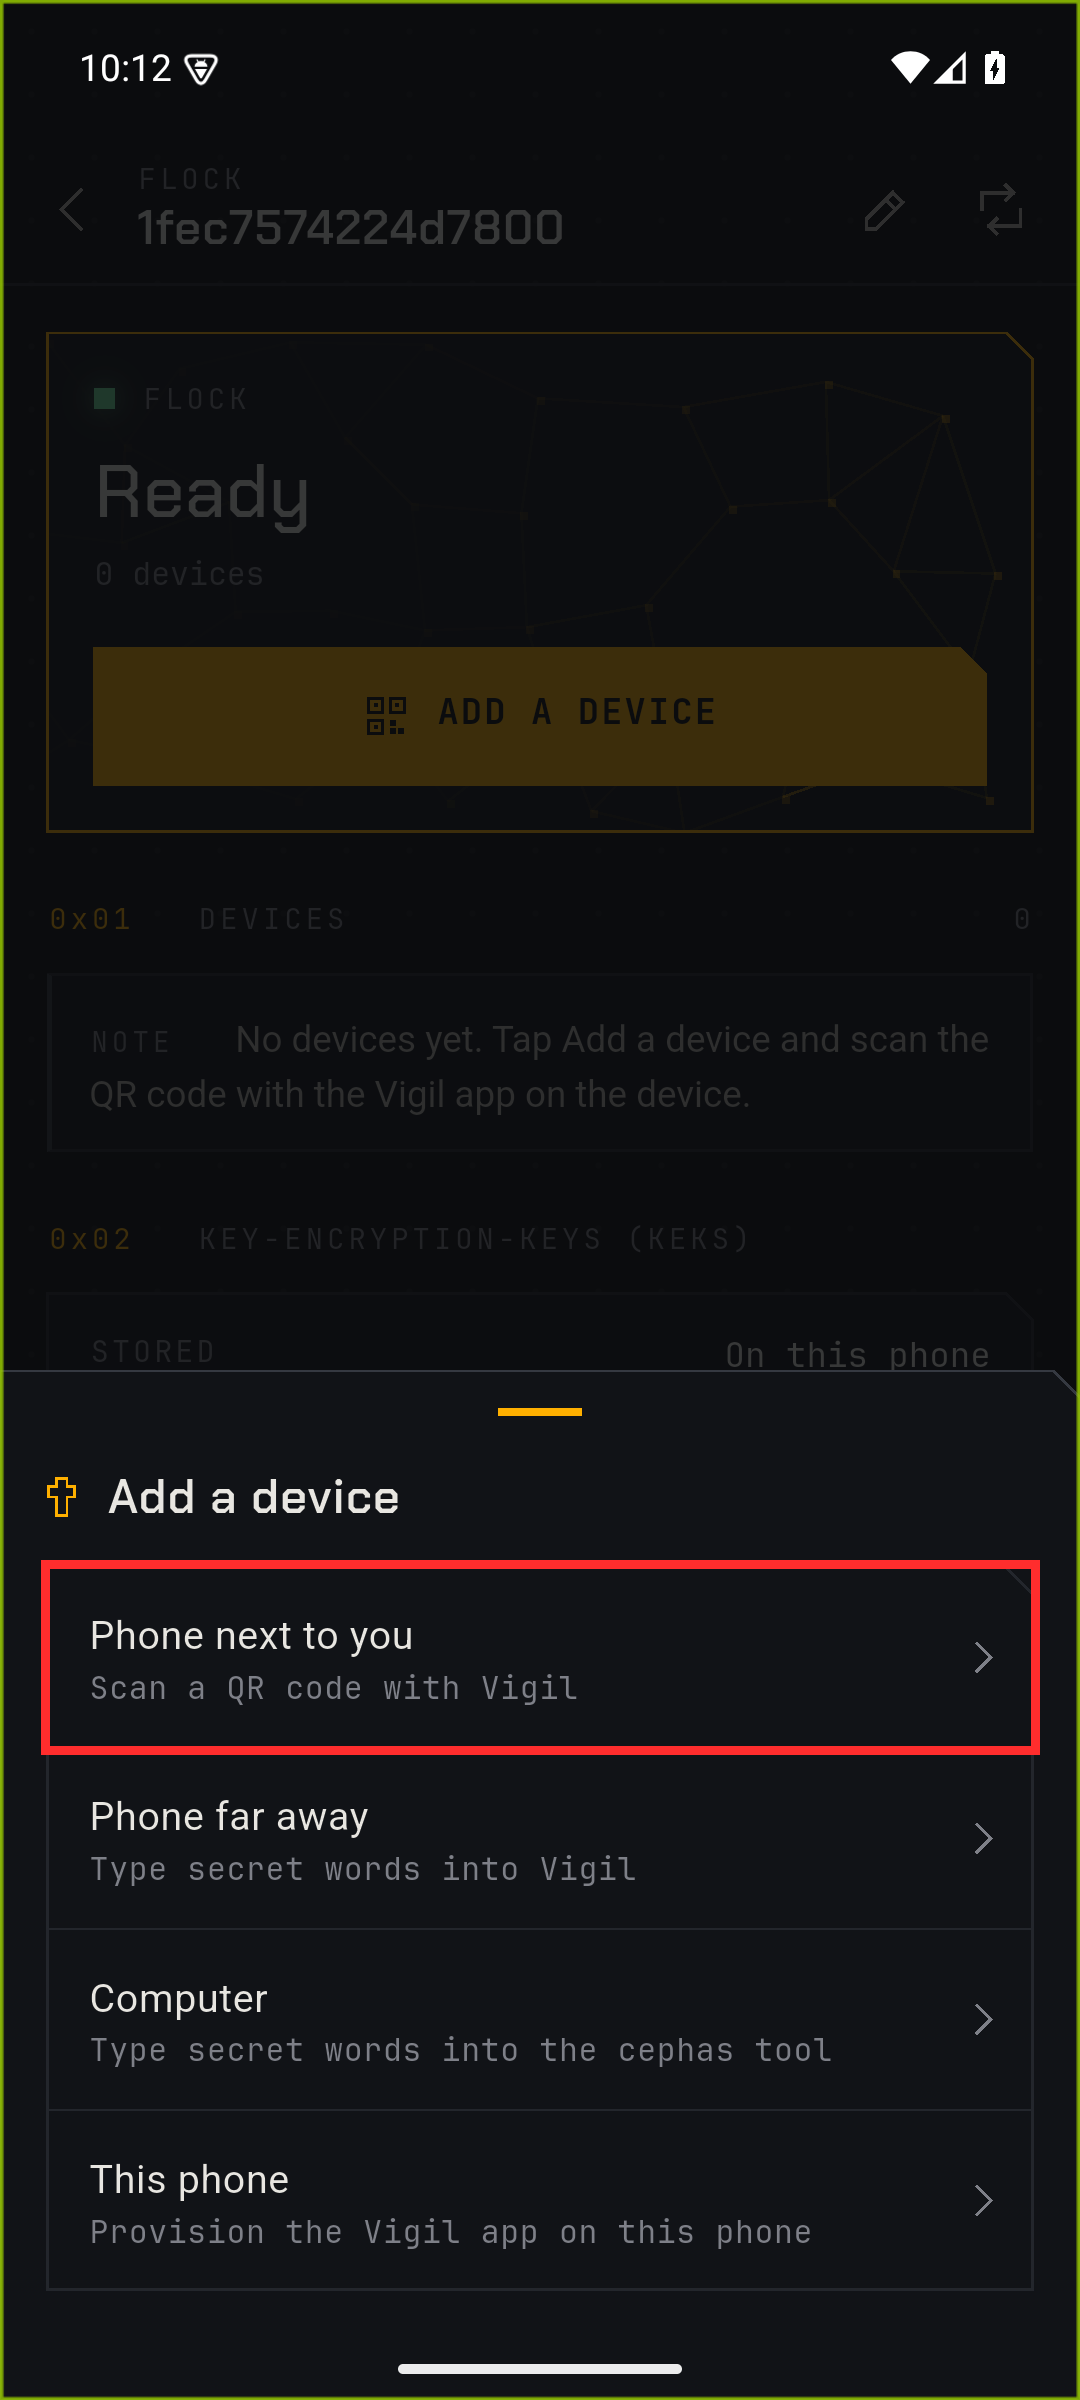 10:12
FLOCK
1fec7574224d7800
FLOCK
Ready
0 devices
ADD A DEVICE
0x01 DEVICES 0
NOTE No devices yet. Tap Add a device and scan the
QR code with the Vigil app on the device.
0x02 KEY-ENCRYPTION-KEYS (KEKS)
STORED On this phone
Add a device
Phone next to you
Scan a QR code with Vigil
Phone far away
Type secret words into Vigil
Computer
Type secret words into the cephas tool
This phone
Provision the Vigil app on this phone